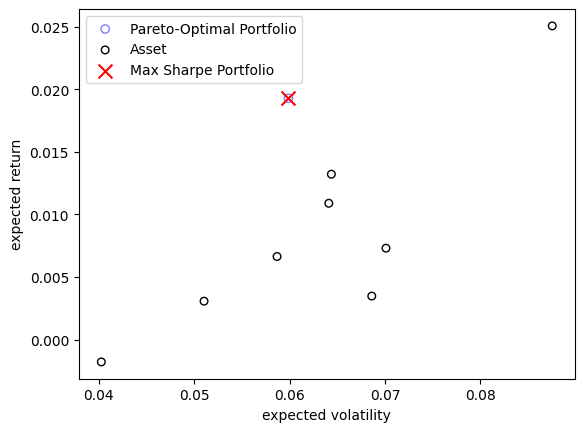 Pareto-Optimal Portfolio
Asset
Max Sharpe Portfolio
0.025
0.020
0.015
0.010
0.005
0.000
expected return
0.04 0.05 0.06 0.07 0.08
expected volatility